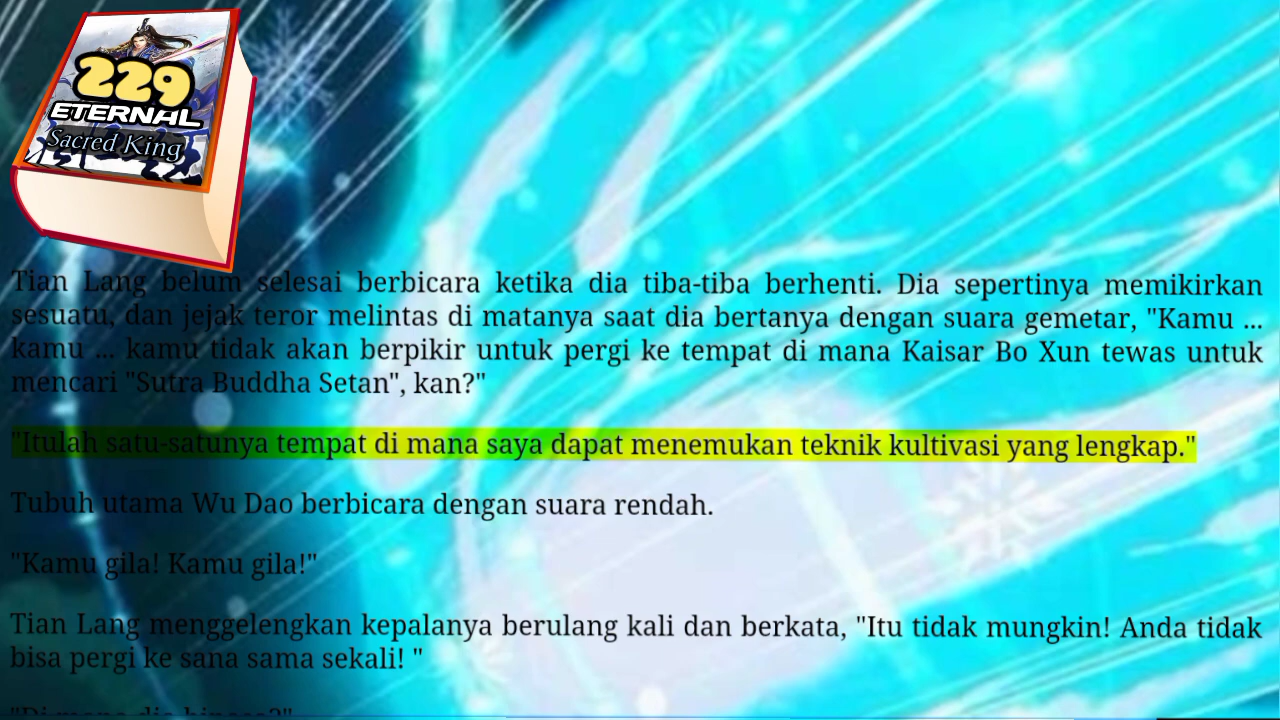 229
ETERNAL
Sacred King
Tian Lang belum selesai berbicara ketika dia tiba-tiba berhenti. Dia sepertinya memikirkan
sesuatu, dan jejak teror melintas di matanya saat dia bertanya dengan suara gemetar, "Kamu ...
kamu ... kamu tidak akan berpikir untuk pergi ke tempat di mana Kaisar Bo Xun tewas untuk
mencari "Sutra Buddha Setan", kan?"
"Itulah satu-satunya tempat di mana saya dapat menemukan teknik kultivasi yang lengkap."
Tubuh utama Wu Dao berbicara dengan suara rendah.
"Kamu gila! Kamu gila!"
Tian Lang menggelengkan kepalanya berulang kali dan berkata, "Itu tidak mungkin! Anda tidak
bisa pergi ke sana sama sekali! "